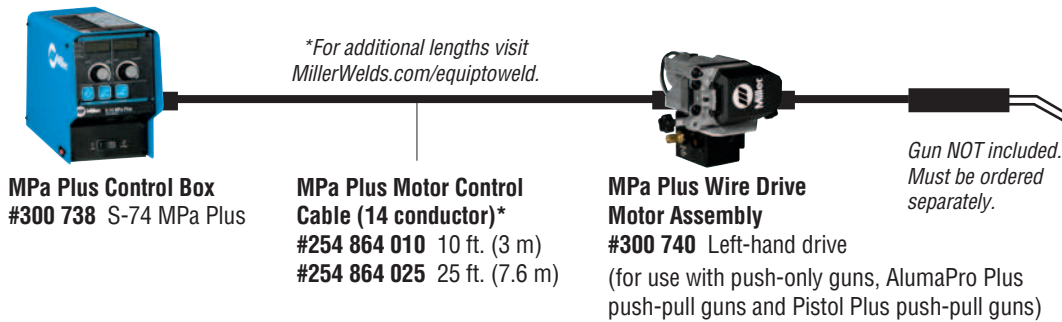 *For additional lengths visit
MillerWelds.com/equiptoweld.
Miller
Gun NOT included.
Must be ordered
separately.
MPa Plus Control Box
#300 738 S-74 MPa Plus
MPa Plus Motor Control
Cable (14 conductor)*
#254 864 010 10 ft. (3 m)
#254 864 025 25 ft. (7.6 m)
MPa Plus Wire Drive
Motor Assembly
#300 740 Left-hand drive
(for use with push-only guns, AlumaPro Plus
push-pull guns and Pistol Plus push-pull guns)